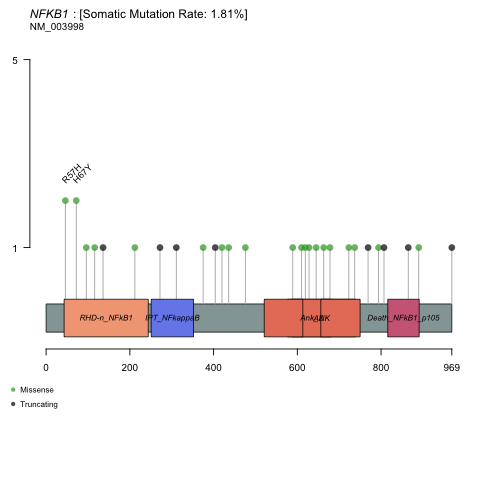 NFKB1 : [Somatic Mutation Rate: 1.81%]
NM_003998
5
R57H
H67Y
1
RHD-n_NFkB1
IPT_NFkappaB
Death_NFkB1_p105
0
200
400
600
800
969
Missense
Truncating